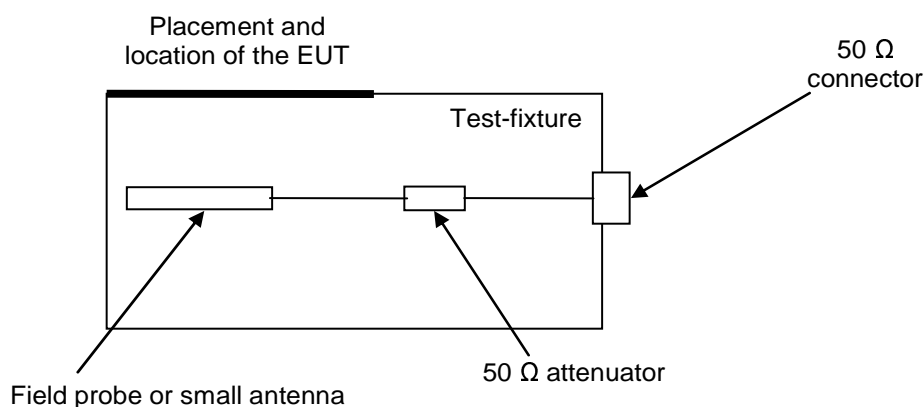 Placement and
location of the EUT
50 Ω
connector
Test-fixture
50 Ω attenuator
Field probe or small antenna